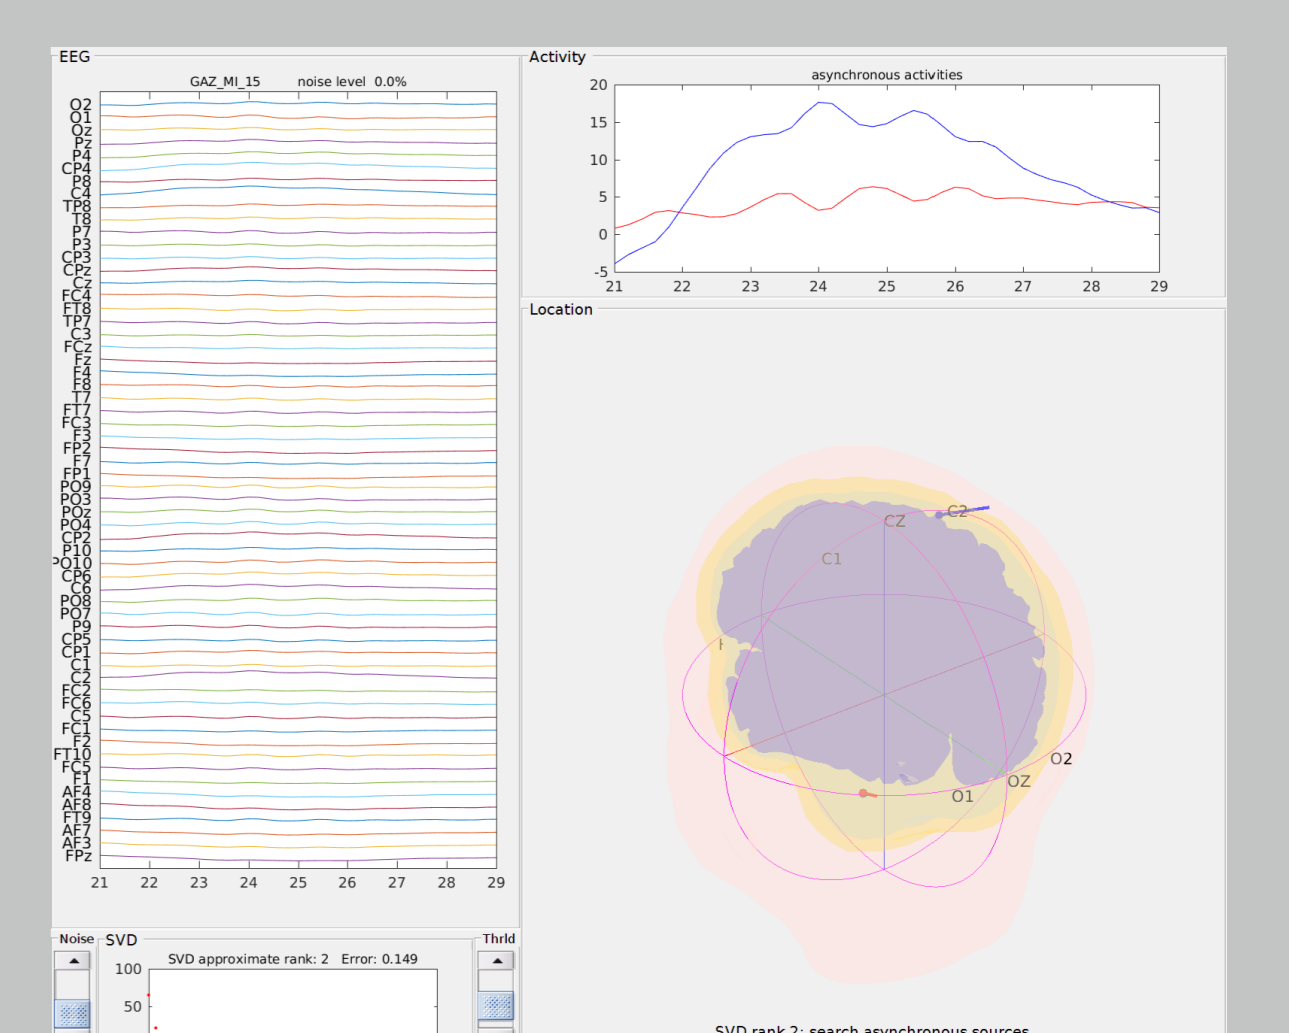 EEG
GAZ_MI_15 noise level 0.0%
O2
O1
Oz
Pz
P4
CP4
P8
C4
TP8
T8
P7
P3
CP3
CPz
Cz
FC4
FT8
TP7
C3
FCz
Fz
F4
F8
T7
FT7
FC3
F3
FP2
F7
FP1
PO9
PO3
POz
PO4
CP2
P10
PO10
CP6
C6
PO8
PO7
P9
CP5
CP1
C1
C2
FC2
FC6
C5
FC1
F2
FT10
FC5
F1
AF4
AF8
FT9
AF7
AF3
FPz
21 22 23 24 25 26 27 28 29
Activity
asynchronous activities
20
15
10
5
0
-5
21 22 23 24 25 26 27 28 29
Location
C2
CZ
C1
O2
OZ
O1
SVD rank 2: search asynchronous sources
Noise
SVD
Thrld
SVD approximate rank: 2 Error: 0.149
100
50